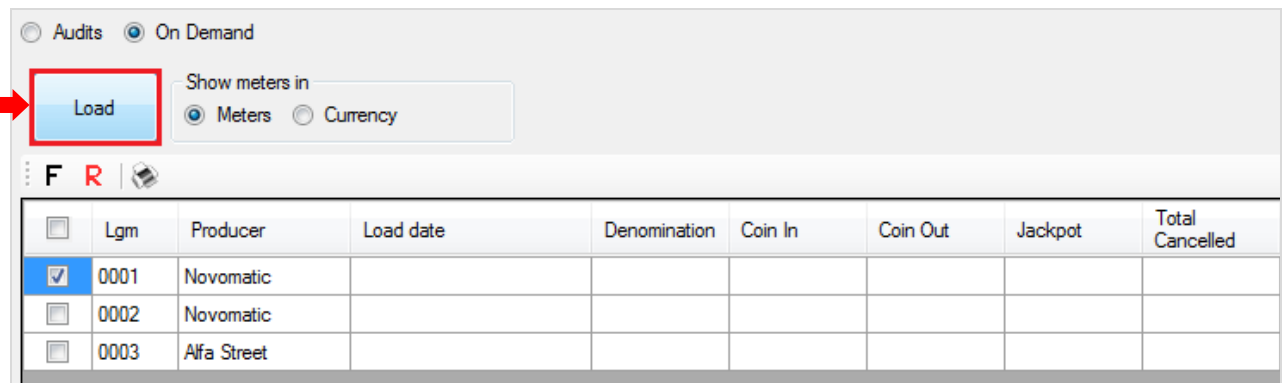 Audits On Demand
Show meters in
Load
Meters Currency
F R
Lgm Producer Load date Denomination Coin In Coin Out Jackpot Total Cancelled
0001 Novomatic
0002 Novomatic
0003 Alfa Street